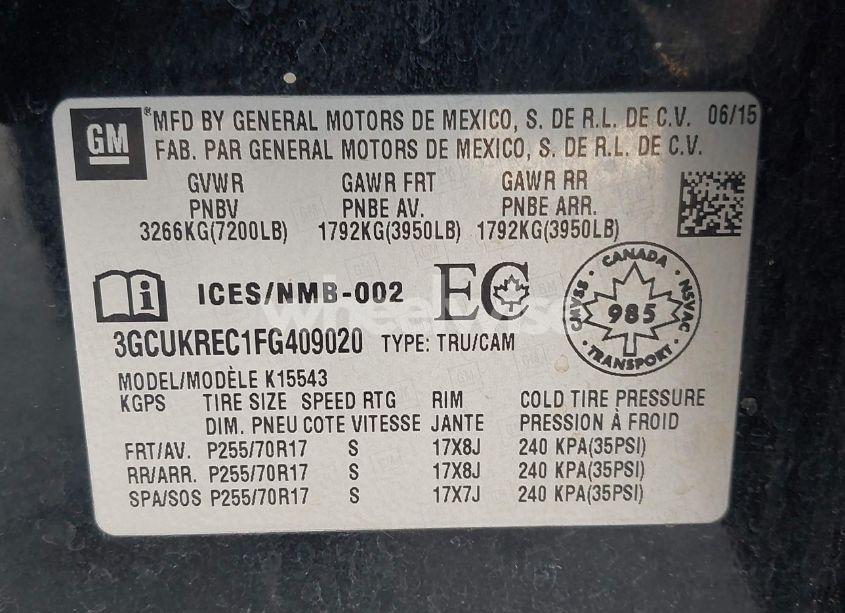 GM ® MFD BY GENERAL MOTORS DE MEXICO, S. DE R.L. DE C.V. 06/15
FAB. PAR GENERAL MOTORS DE MEXICO, S. DE R.L. DE C.V.
GVWR GAWR FRT GAWR RR
PNBV PNBE AV. PNBE ARR.
3266KG(7200LB) 1792KG(3950LB) 1792KG(3950LB)
i ICES/NMB-002 EC
CANADA
CMVSS 985 NSVAC
TRANSPORT
wheelwise
3GCUKREC1FG409020 TYPE: TRU/CAM
MODEL/MODÈLE K15543
KGPS TIRE SIZE SPEED RTG RIM COLD TIRE PRESSURE
DIM. PNEU COTE VITESSE JANTE PRESSION À FROID
FRT/AV. P255/70R17 S 17X8J 240 KPA(35PSI)
RR/ARR. P255/70R17 S 17X8J 240 KPA(35PSI)
SPA/SOS P255/70R17 S 17X7J 240 KPA(35PSI)